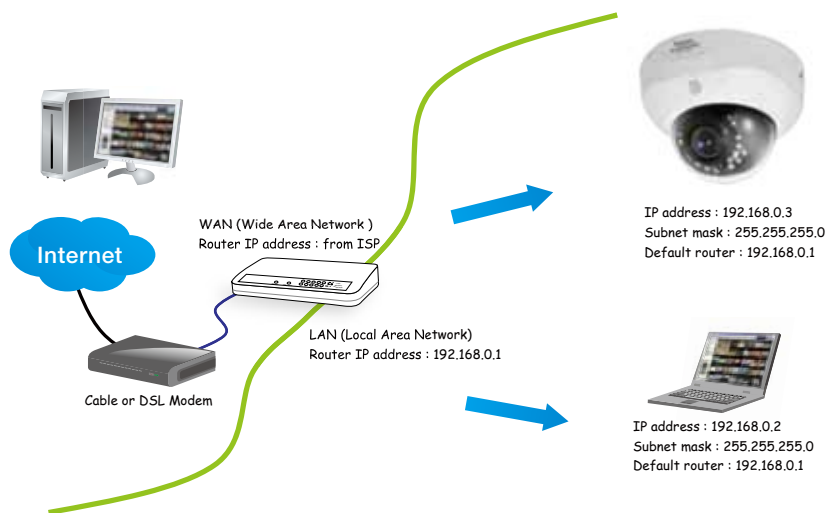 WAN (Wide Area Network )
Router IP address : from ISP
Internet
Cable or DSL Modem
LAN (Local Area Network)
Router IP address : 192.168.0.1
IP address : 192.168.0.3
Subnet mask : 255.255.255.0
Default router : 192.168.0.1
IP address : 192.168.0.2
Subnet mask : 255.255.255.0
Default router : 192.168.0.1